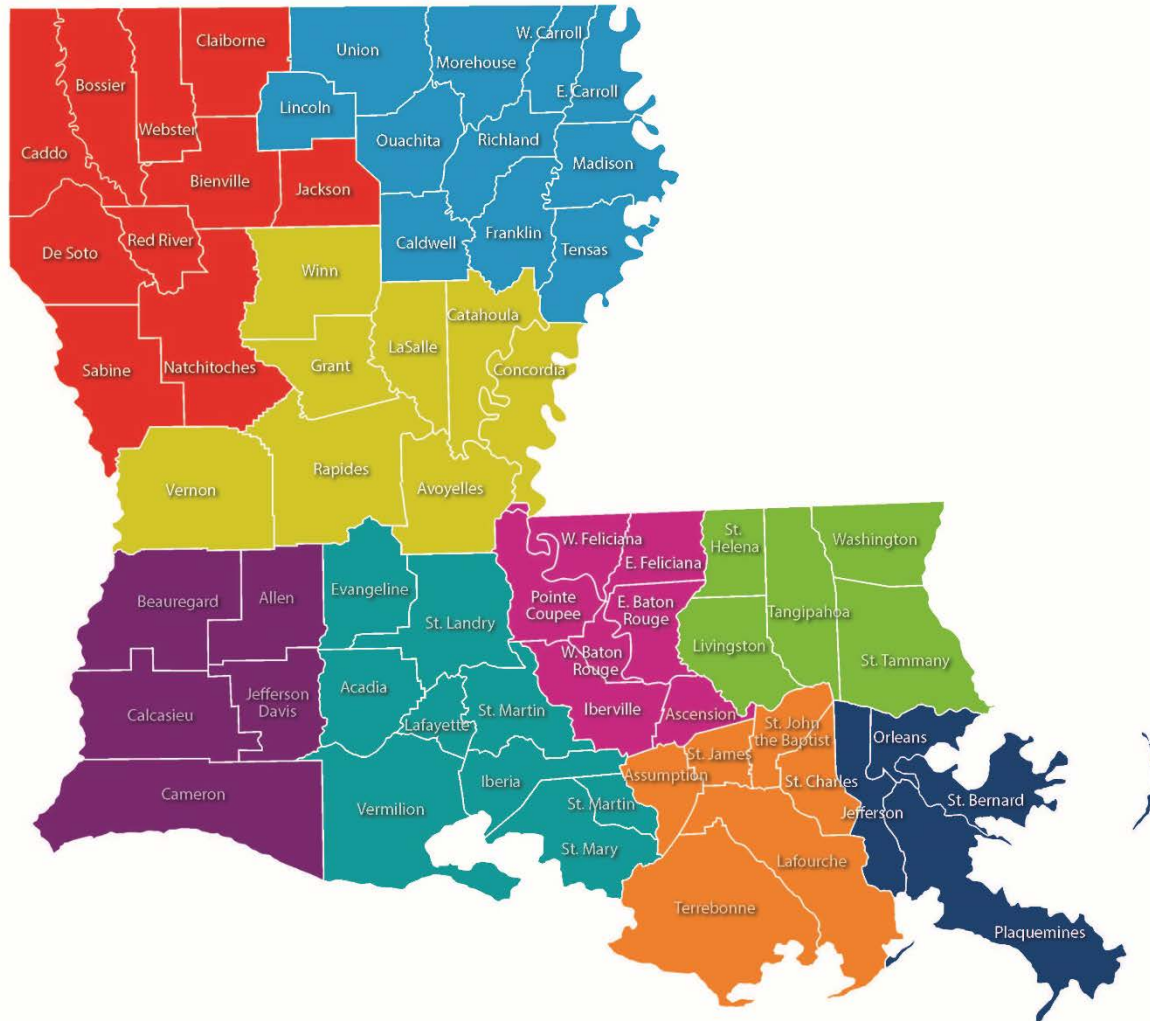 Claiborne
Union
Morehouse
W. Carroll
Bossier
E. Carroll
Lincoln
Webster
Ouachita
Richland
Caddo
Madison
Bienville
Jackson
Red River
De Soto
Caldwell
Franklin
Tensas
Winn
Catahoula
LaSalle
Grant
Concordia
Sabine
Natchitoches
Rapides
Vernon
Avoyelles
W. Feliciana
St.
Helena
Washington
E. Feliciana
Beauregard
Allen
Evangeline
Pointe
Coupee
E. Baton
Rouge
Tangipahoa
St. Landry
Livingston
W. Baton
Rouge
St. Tammany
Calcasieu
Jefferson
Davis
Acadia
Lafayette
St. Martin
Iberville
Ascension
St. John
the Baptist
Orleans
St. James
Cameron
Vermilion
Iberia
Assumption
St. Charles
St. Martin
Jefferson
St. Bernard
St. Mary
Lafourche
Terrebonne
Plaquemines